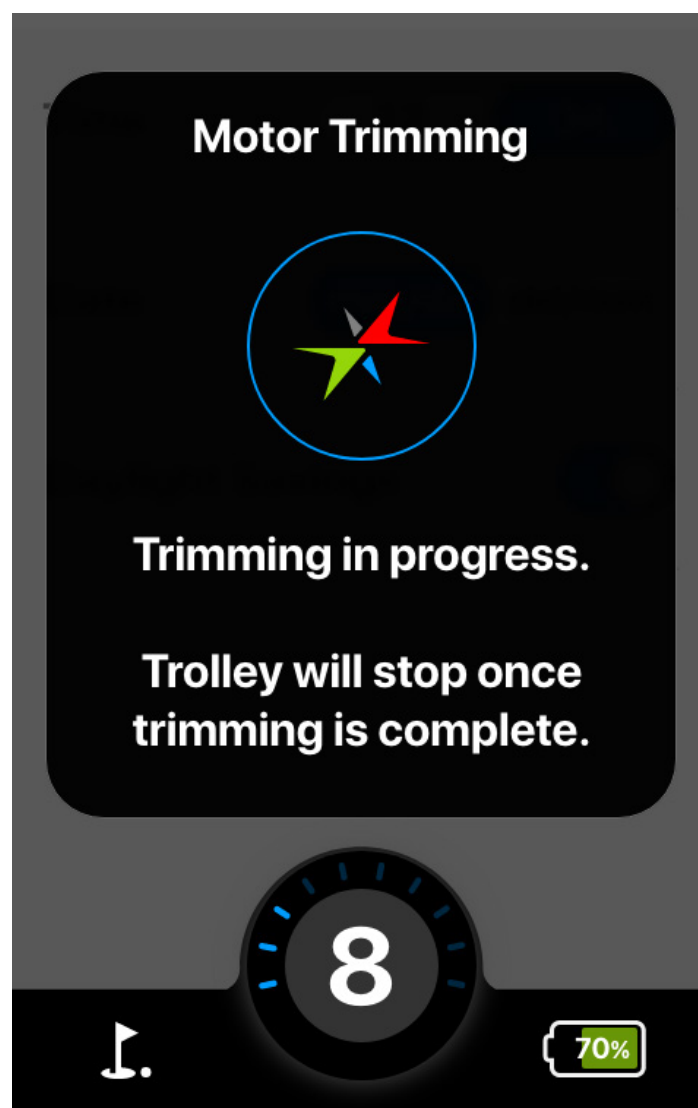 Motor Trimming
Trimming in progress.
Trolley will stop once
trimming is complete.
8
70%